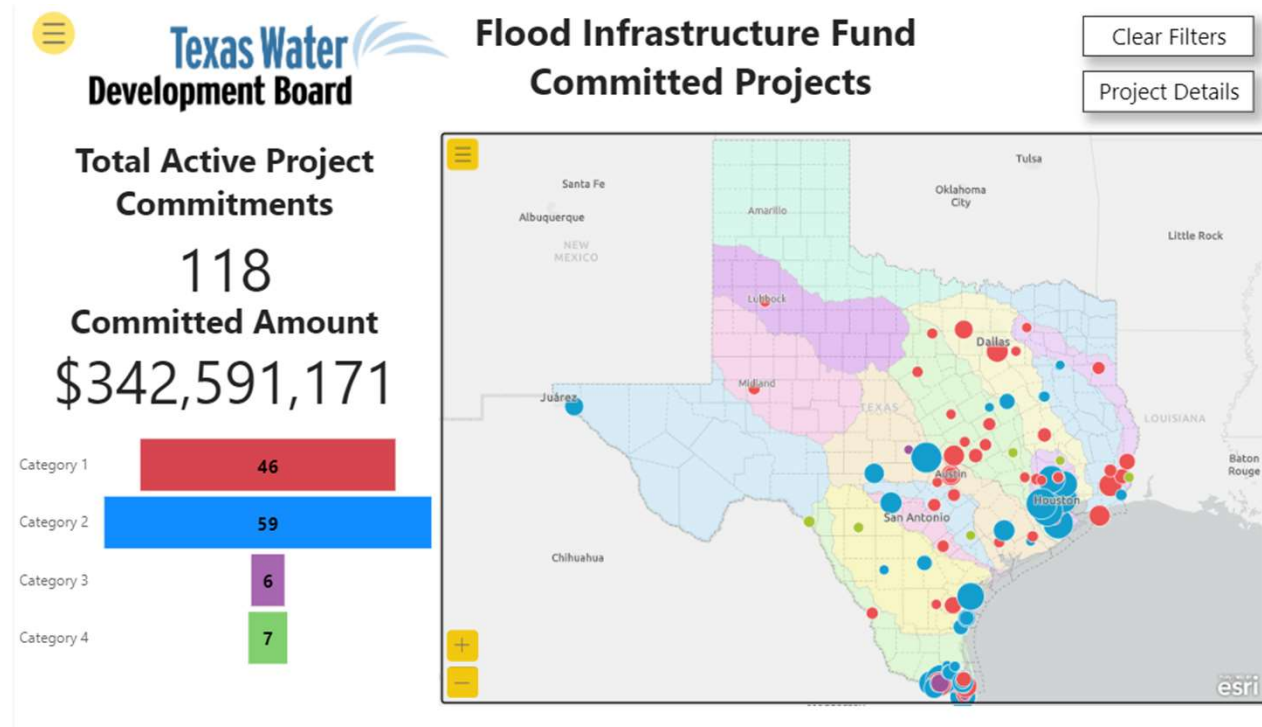 Texas Water
Development Board
Flood Infrastructure Fund
Committed Projects
Clear Filters
Project Details
Total Active Project
Commitments
118
Committed Amount
$342,591,171
Category 1
46
Category 2
59
Category 3
6
Category 4
7
Tulsa
Santa Fe
Oklahoma
City
Amarillo
Albuquerque
Little Rock
NEW
MEXICO
Lubbock
Dallas
Midland
Juárez
TEXAS
LOUISIANA
Baton
Rouge
Austin
Houston
San Antonio
Chihuahua
esri